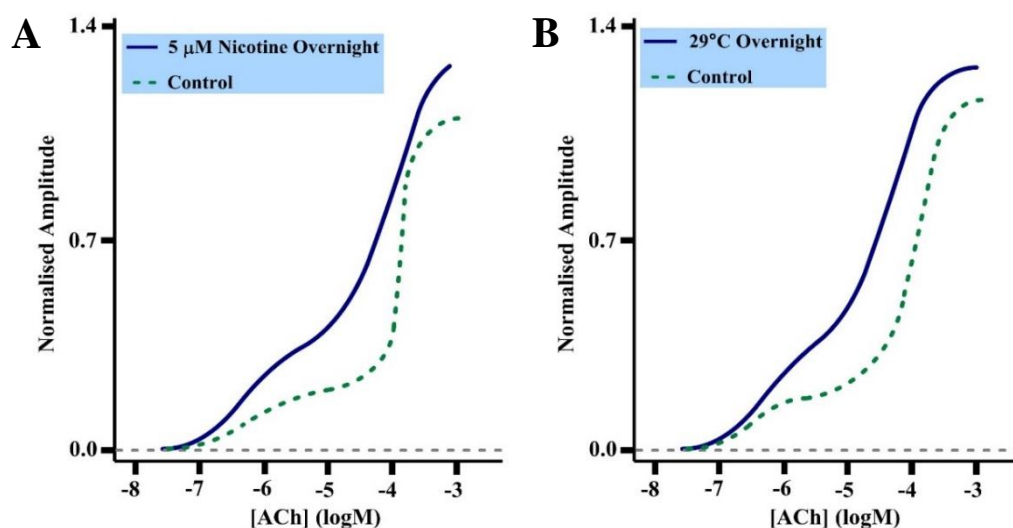 A
1.4
5 μM Nicotine Overnight
Control
Normalised Amplitude
0.7
0.0
-8 -7 -6 -5 -4 -3
[ACh] (logM)
B
1.4
29°C Overnight
Control
Normalised Amplitude
0.7
0.0
-8 -7 -6 -5 -4 -3
[ACh] (logM)